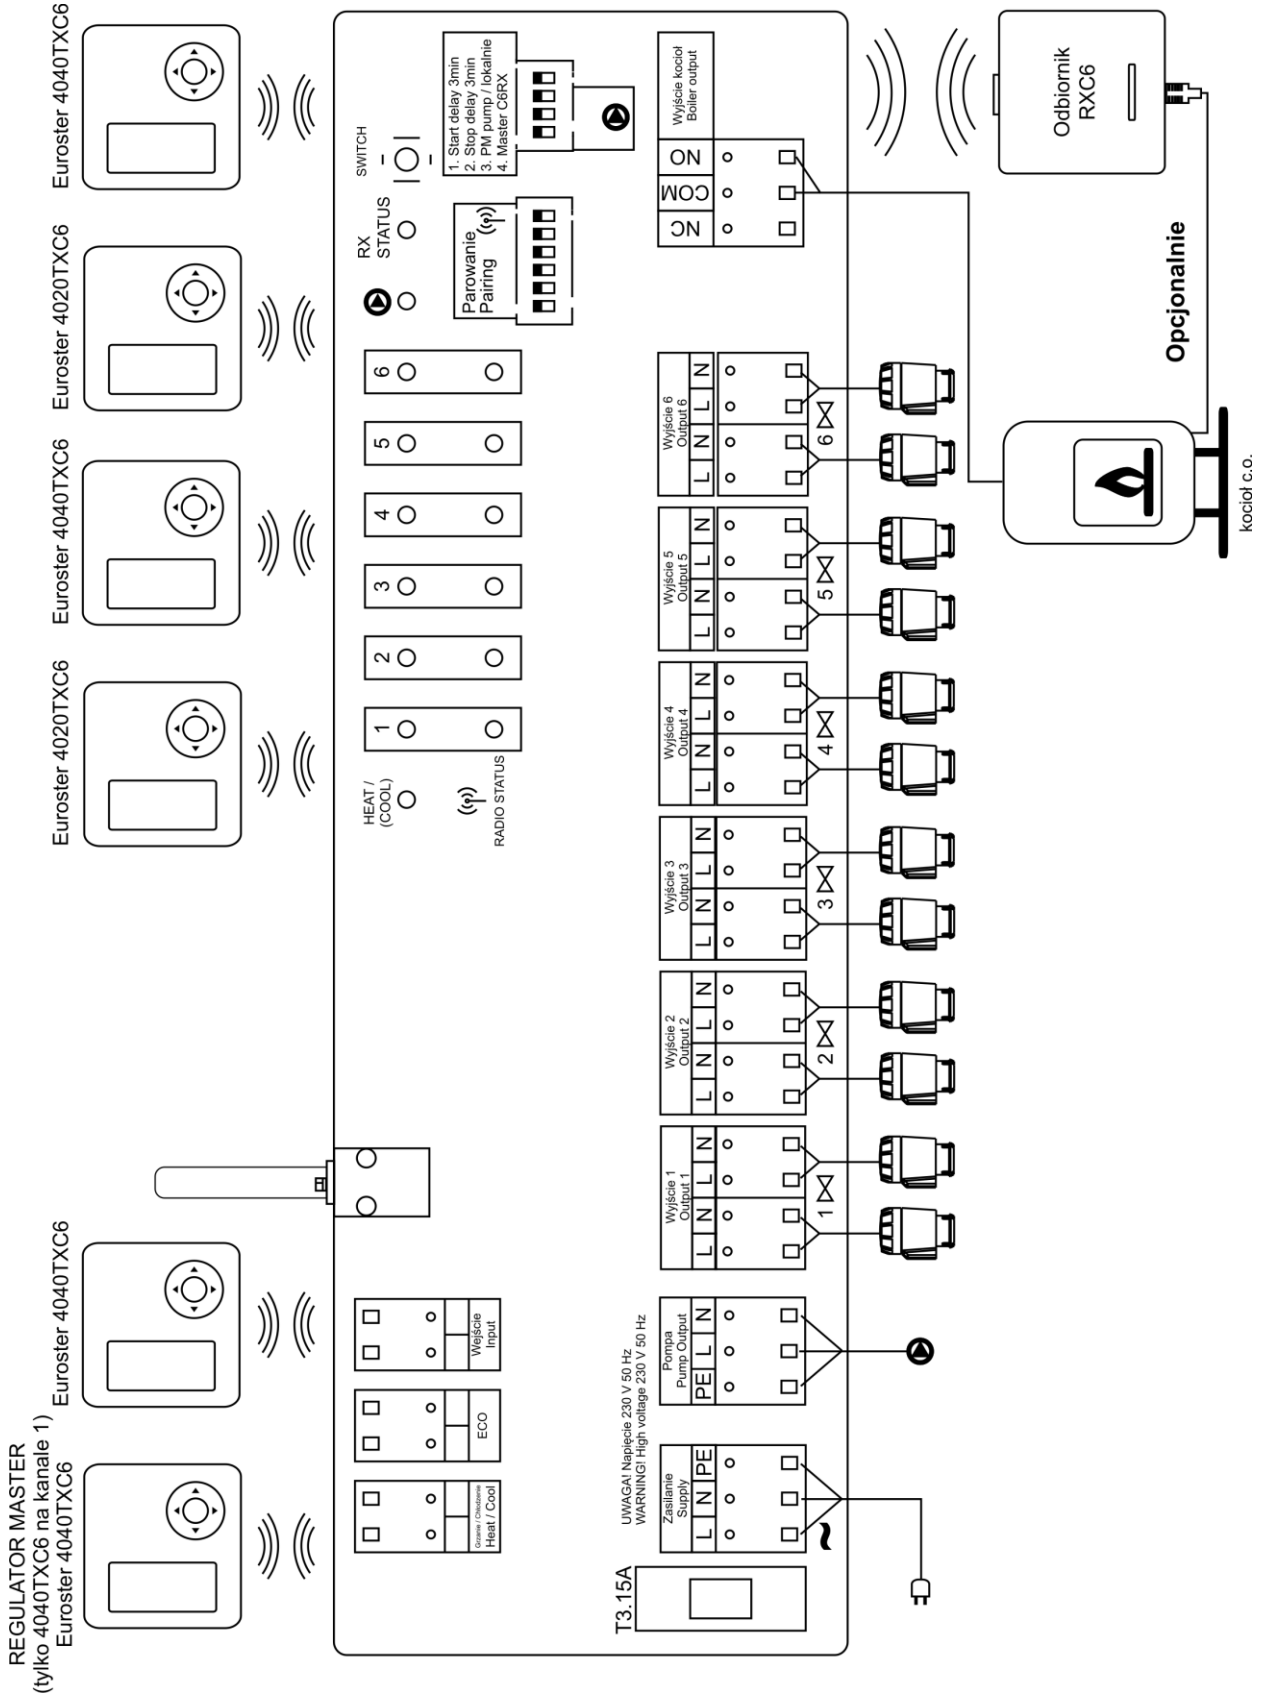 REGULATOR MASTER
(tylko 4040TXC6 na kanale 1)
Euroster 4040TXC6
Euroster 4040TXC6
Euroster 4020TXC6
Euroster 4040TXC6
Euroster 4020TXC6
Euroster 4040TXC6
Grzanie / Chłodzenie
Heat / Cool
ECO
Wejście
Input
HEAT /
(COOL)
RADIO STATUS
1
2
3
4
5
6
RX
STATUS
SWITCH
Parowanie
Pairing
1. Start delay 3min
2. Stop delay 3min
3. PM pump / lokalnie
4. Master C6RX
T3.15A
UWAGA! Napięcie 230 V 50 Hz
WARNING! High voltage 230 V 50 Hz
Zasilanie
Supply
L N PE
~
Pompa
Pump Output
PE L N
Wyjście 1
Output 1
L N L N
1
Wyjście 2
Output 2
L N L N
2
Wyjście 3
Output 3
L N L N
3
Wyjście 4
Output 4
L N L N
4
Wyjście 5
Output 5
L N L N
5
Wyjście 6
Output 6
L N L N
6
Wyjście kocioł
Boiler output
NC COM NO
Odbiornik
RXC6
Opcjonalnie
kocioł c.o.